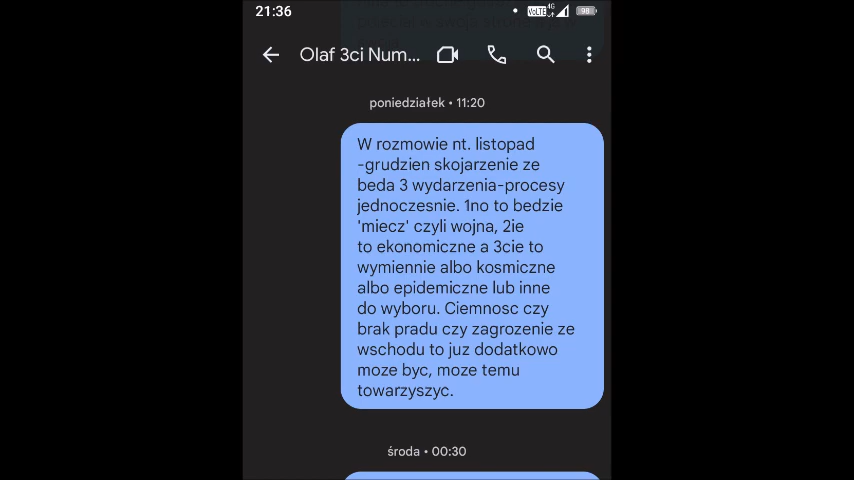 21:36
VoLTE 4G 98
Olaf 3ci Num...
poniedziałek • 11:20
W rozmowie nt. listopad
-grudzien skojarzenie ze
beda 3 wydarzenia-procesy
jednoczesnie. 1no to bedzie
'miecz' czyli wojna, 2ie
to ekonomiczne a 3cie to
wymiennie albo kosmiczne
albo epidemiczne lub inne
do wyboru. Ciemnosc czy
brak pradu czy zagrozenie ze
wschodu to juz dodatkowo
moze byc, moze temu
towarzyszyc.
środa • 00:30